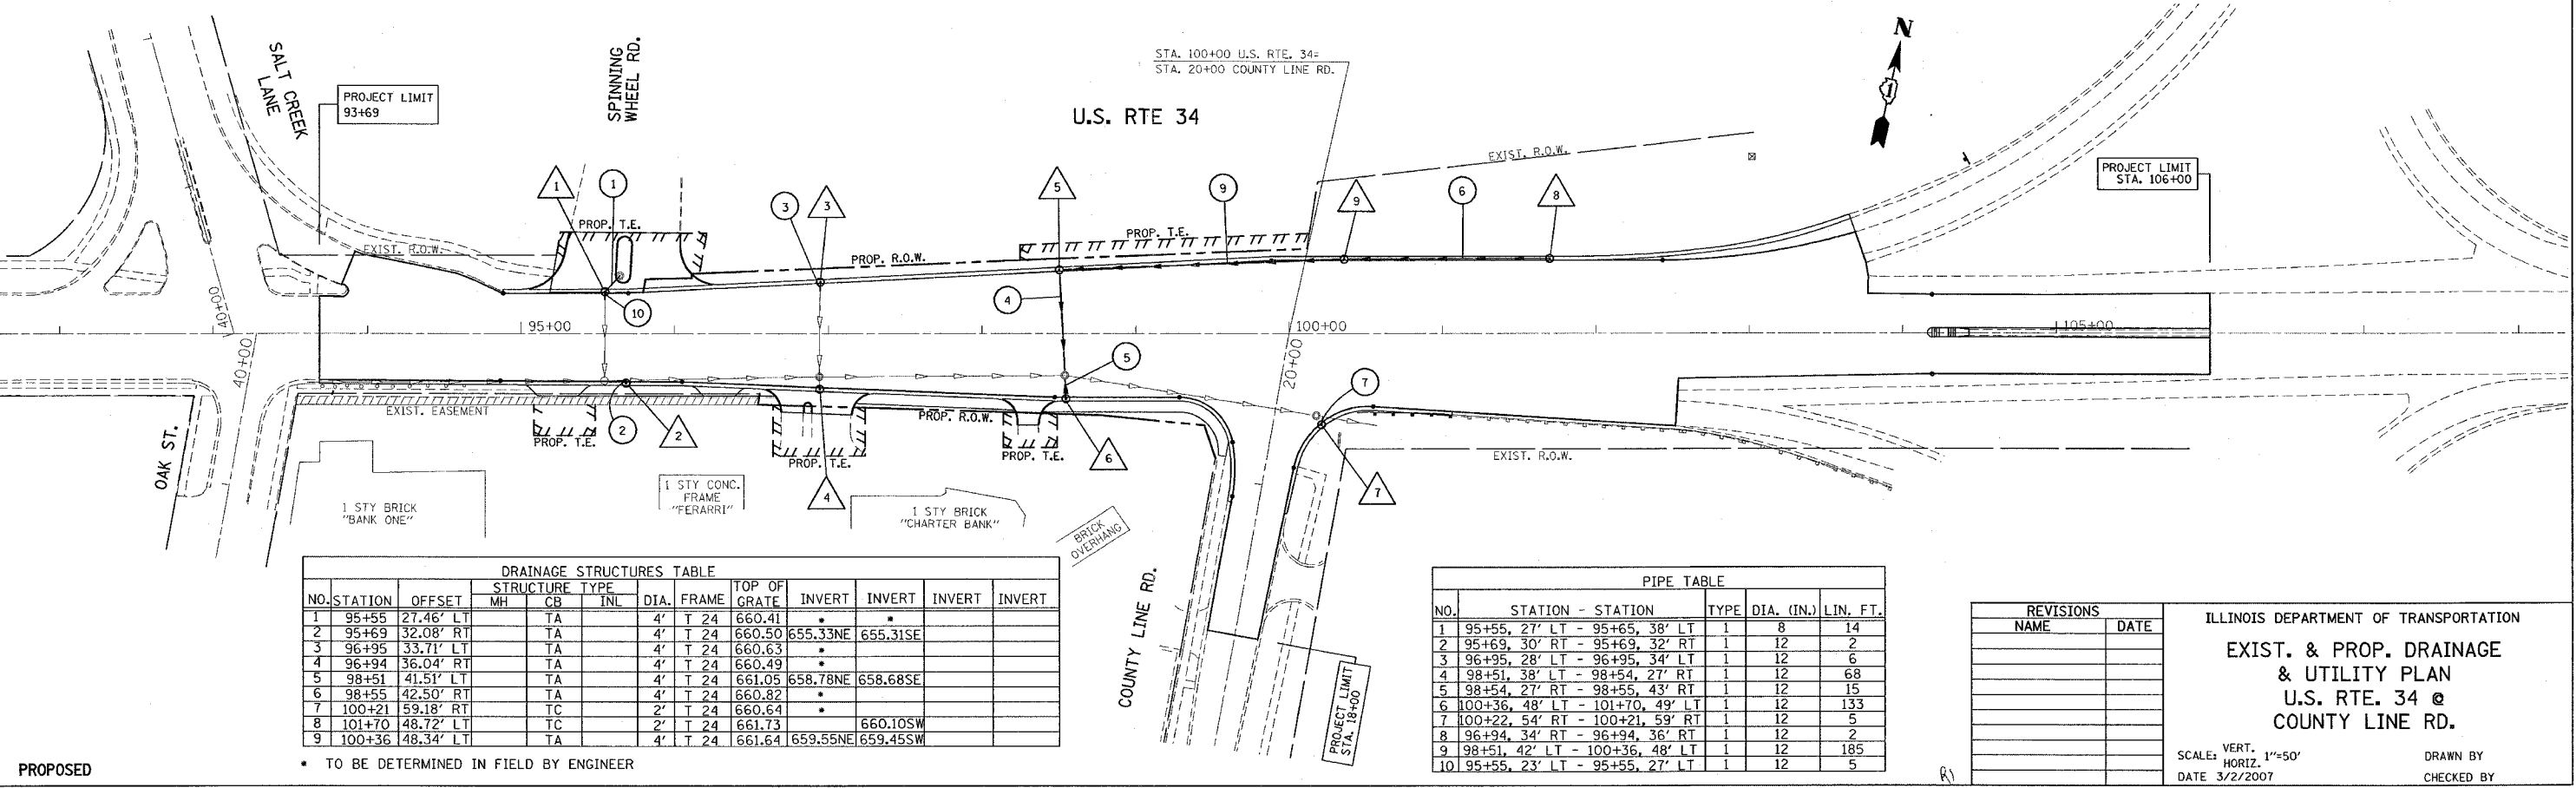 SALT CREEK
LANE
PROJECT LIMIT
93+69
SPINNING
WHEEL RD.
STA. 100+00 U.S. RTE. 34=
STA. 20+00 COUNTY LINE RD.
U.S. RTE 34
N
1
EXIST. R.O.W.
PROJECT LIMIT
STA. 106+00
1
1
3
3
5
9
9
6
8
PROP. T.E.
EXIST. R.O.W.
PROP. R.O.W.
PROP. T.E.
4
10
40+00
95+00
100+00
105+00
40+00
20+00
5
7
EXIST. EASEMENT
PROP. T.E.
2
2
PROP. T.E.
4
PROP. R.O.W.
PROP. T.E.
6
7
EXIST. R.O.W.
OAK ST.
1 STY BRICK
"BANK ONE"
1 STY CONC.
FRAME
"FERARRI"
1 STY BRICK
"CHARTER BANK"
BRICK
OVERHANG
COUNTY LINE RD.
PROJECT LIMIT
STA. 18+00
DRAINAGE STRUCTURES TABLE
NO. STATION OFFSET STRUCTURE TYPE MH CB INL DIA. FRAME TOP OF GRATE INVERT INVERT INVERT INVERT
1 95+55 27.46' LT TA 4' T 24 660.41 * *
2 95+69 32.08' RT TA 4' T 24 660.50 655.33NE 655.31SE
3 96+95 33.71' LT TA 4' T 24 660.63 *
4 96+94 36.04' RT TA 4' T 24 660.49 *
5 98+51 41.51' LT TA 4' T 24 661.05 658.78NE 658.68SE
6 98+55 42.50' RT TA 4' T 24 660.82 *
7 100+21 59.18' RT TC 2' T 24 660.64 *
8 101+70 48.72' LT TC 2' T 24 661.73 660.10SW
9 100+36 48.34' LT TA 4' T 24 661.64 659.55NE 659.45SW
* TO BE DETERMINED IN FIELD BY ENGINEER
PROPOSED
PIPE TABLE
NO. STATION - STATION TYPE DIA. (IN.) LIN. FT.
1 95+55, 27' LT - 95+65, 38' LT 1 8 14
2 95+69, 30' RT - 95+69, 32' RT 1 12 2
3 96+95, 28' LT - 96+95, 34' LT 1 12 6
4 98+51, 38' LT - 98+54, 27' RT 1 12 68
5 98+54, 27' RT - 98+55, 43' RT 1 12 15
6 100+36, 48' LT - 101+70, 49' LT 1 12 133
7 100+22, 54' RT - 100+21, 59' RT 1 12 5
8 96+94, 34' RT - 96+94, 36' RT 1 12 2
9 98+51, 42' LT - 100+36, 48' LT 1 12 185
10 95+55, 23' LT - 95+55, 27' LT 1 12 5
R1
REVISIONS
NAME DATE
ILLINOIS DEPARTMENT OF TRANSPORTATION
EXIST. & PROP. DRAINAGE
& UTILITY PLAN
U.S. RTE. 34 @
COUNTY LINE RD.
SCALE: VERT. HORIZ. 1"=50'
DRAWN BY
DATE 3/2/2007
CHECKED BY